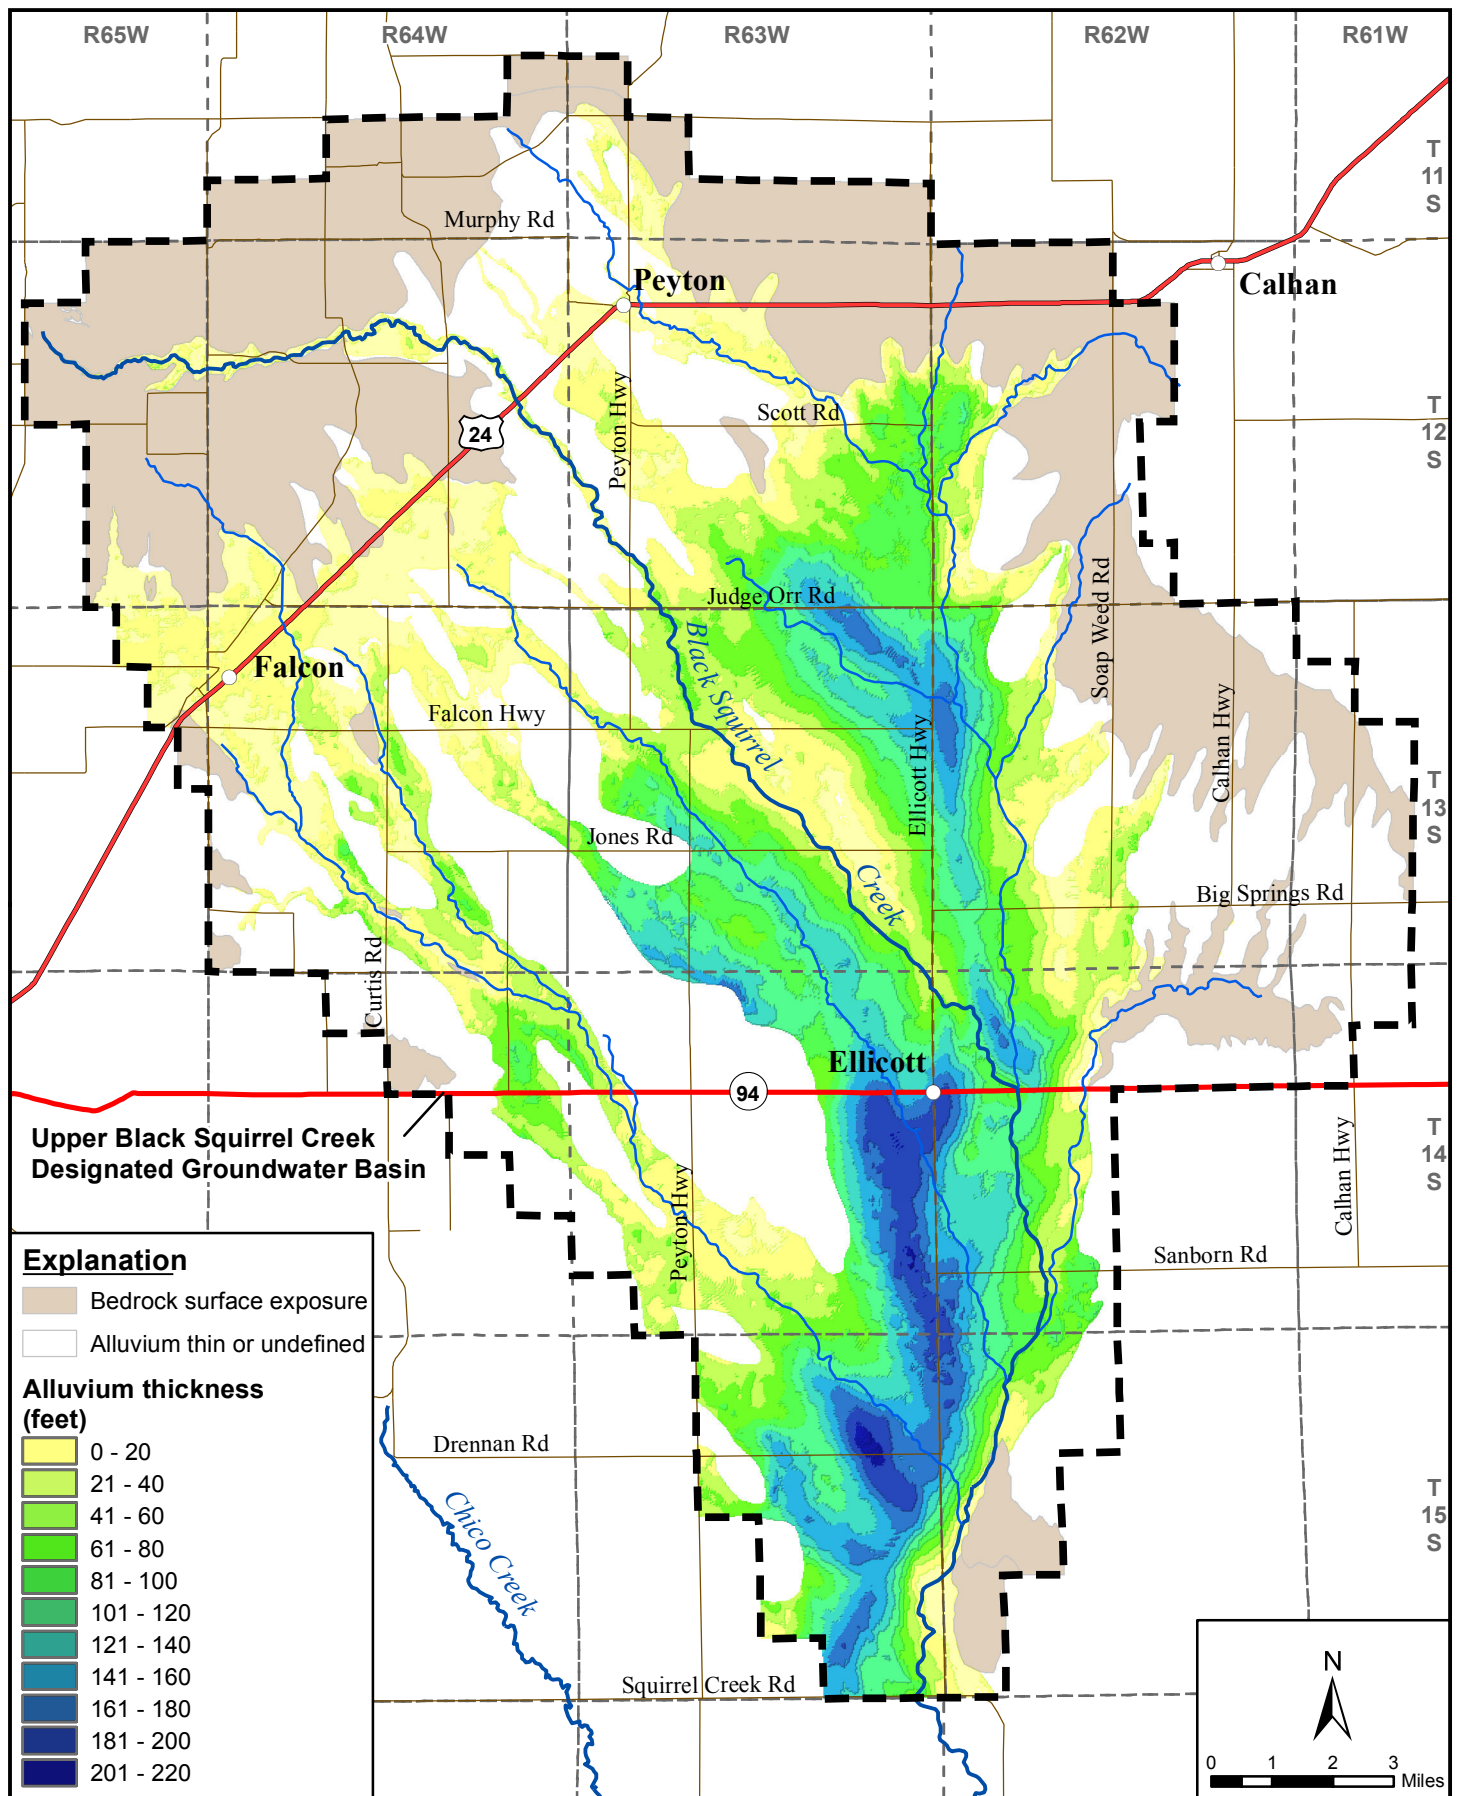 R65W
R64W
R63W
R62W
R61W
T
11
S
Murphy Rd
Peyton
Calhan
Peyton Hwy
Scott Rd
24
T
12
S
Judge Orr Rd
Soap Weed Rd
Black Squirrel
Creek
Falcon
Falcon Hwy
Ellicott Hwy
Calhan Hwy
T
13
S
Jones Rd
Big Springs Rd
Curtis Rd
Ellicott
94
Upper Black Squirrel Creek
Designated Groundwater Basin
Peyton Hwy
Calhan Hwy
T
14
S
Sanborn Rd
Explanation
Bedrock surface exposure
Alluvium thin or undefined
Alluvium thickness
(feet)
0 - 20
21 - 40
41 - 60
61 - 80
81 - 100
101 - 120
121 - 140
141 - 160
161 - 180
181 - 200
201 - 220
Drennan Rd
Chico Creek
T
15
S
Squirrel Creek Rd
N
0 1 2 3
Miles